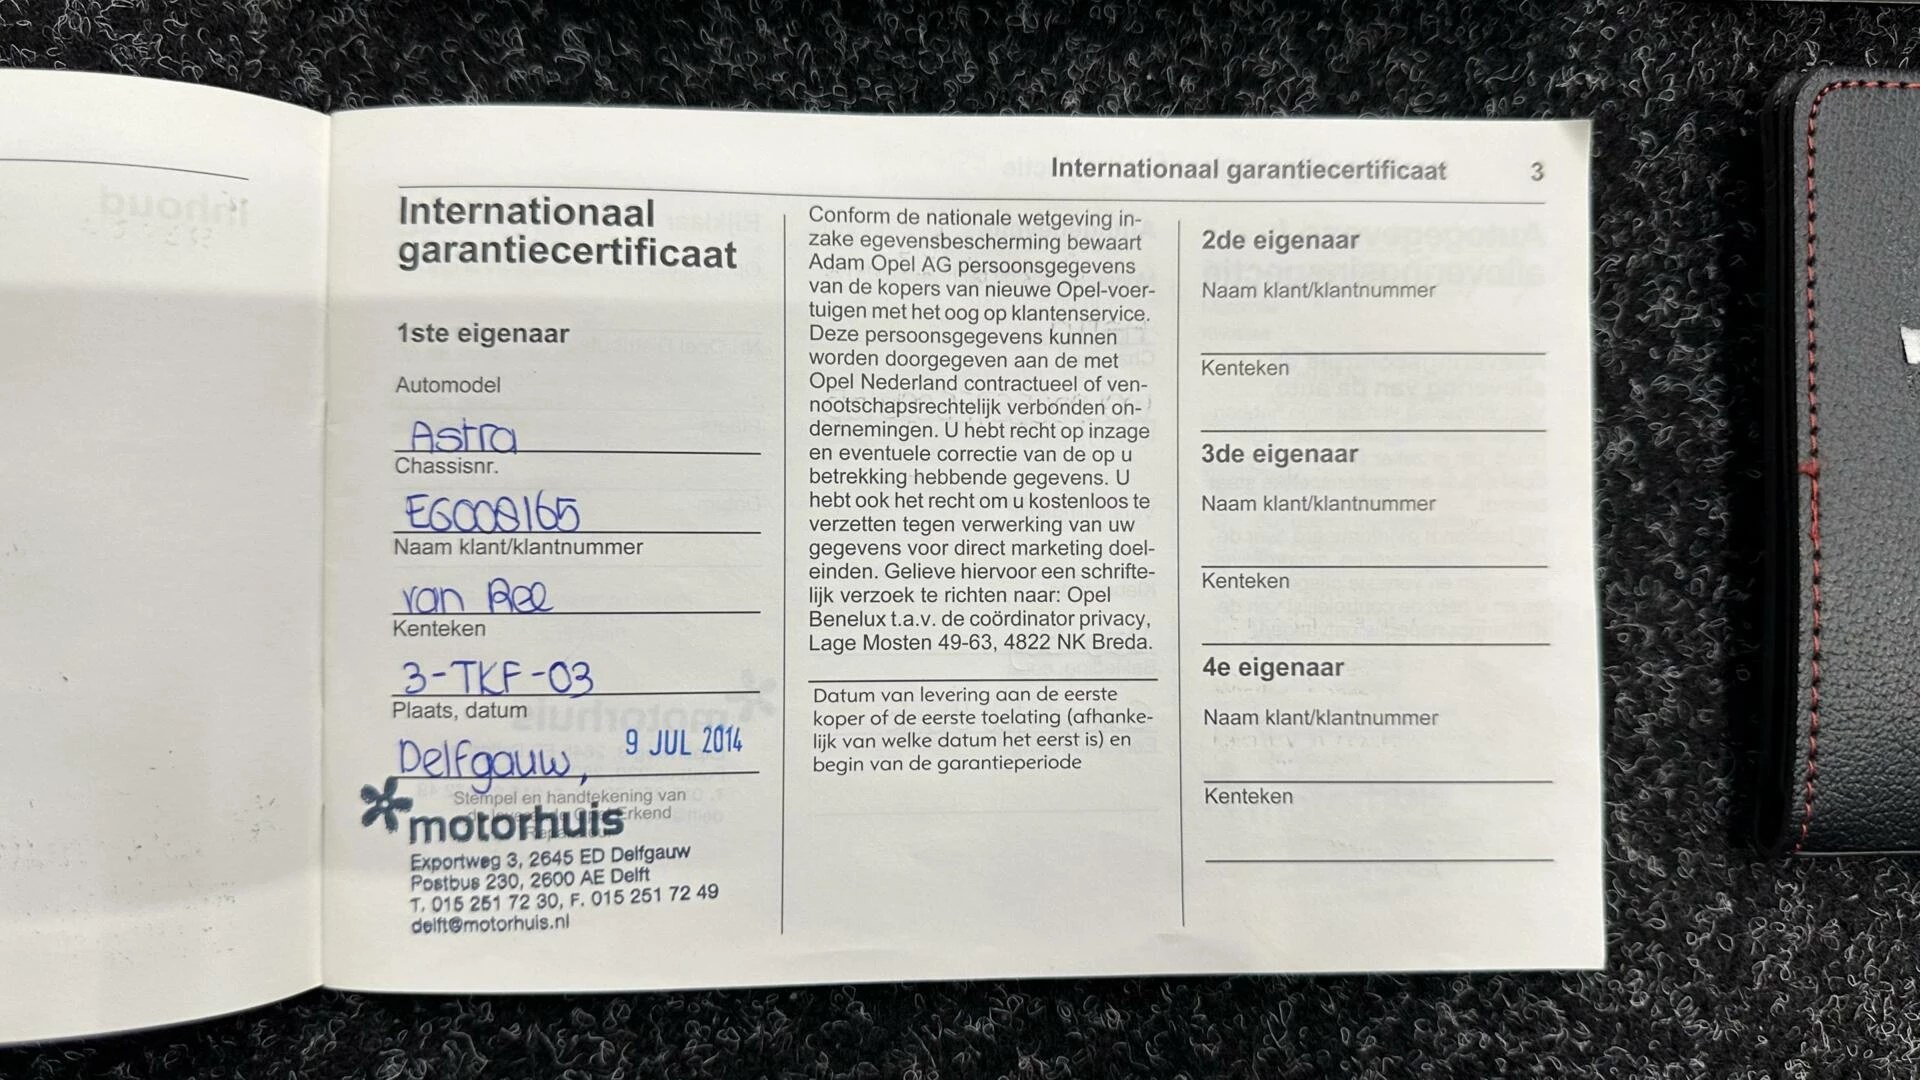 Internationaal garantiecertificaat 3
Internationaal
garantiecertificaat
1ste eigenaar
Automodel
Astra
Chassisnr.
EG008165
Naam klant/klantnummer
van Ree
Kenteken
3-TKF-03
Plaats, datum
Delfgauw, 9 JUL 2014
Stempel en handtekening van
Erkend
motorhuis
Exportweg 3, 2645 ED Delfgauw
Postbus 230, 2600 AE Delft
T. 015 251 72 30, F. 015 251 72 49
delft@motorhuis.nl
Conform de nationale wetgeving in-
zake egevensbescherming bewaart
Adam Opel AG persoonsgegevens
van de kopers van nieuwe Opel-voer-
tuigen met het oog op klantenservice.
Deze persoonsgegevens kunnen
worden doorgegeven aan de met
Opel Nederland contractueel of ven-
nootschapsrechtelijk verbonden on-
dernemingen. U hebt recht op inzage
en eventuele correctie van de op u
betrekking hebbende gegevens. U
hebt ook het recht om u kostenloos te
verzetten tegen verwerking van uw
gegevens voor direct marketing doel-
einden. Gelieve hiervoor een schrifte-
lijk verzoek te richten naar: Opel
Benelux t.a.v. de coördinator privacy,
Lage Mosten 49-63, 4822 NK Breda.
Datum van levering aan de eerste
koper of de eerste toelating (afhanke-
lijk van welke datum het eerst is) en
begin van de garantieperiode
2de eigenaar
Naam klant/klantnummer
Kenteken
3de eigenaar
Naam klant/klantnummer
Kenteken
4e eigenaar
Naam klant/klantnummer
Kenteken